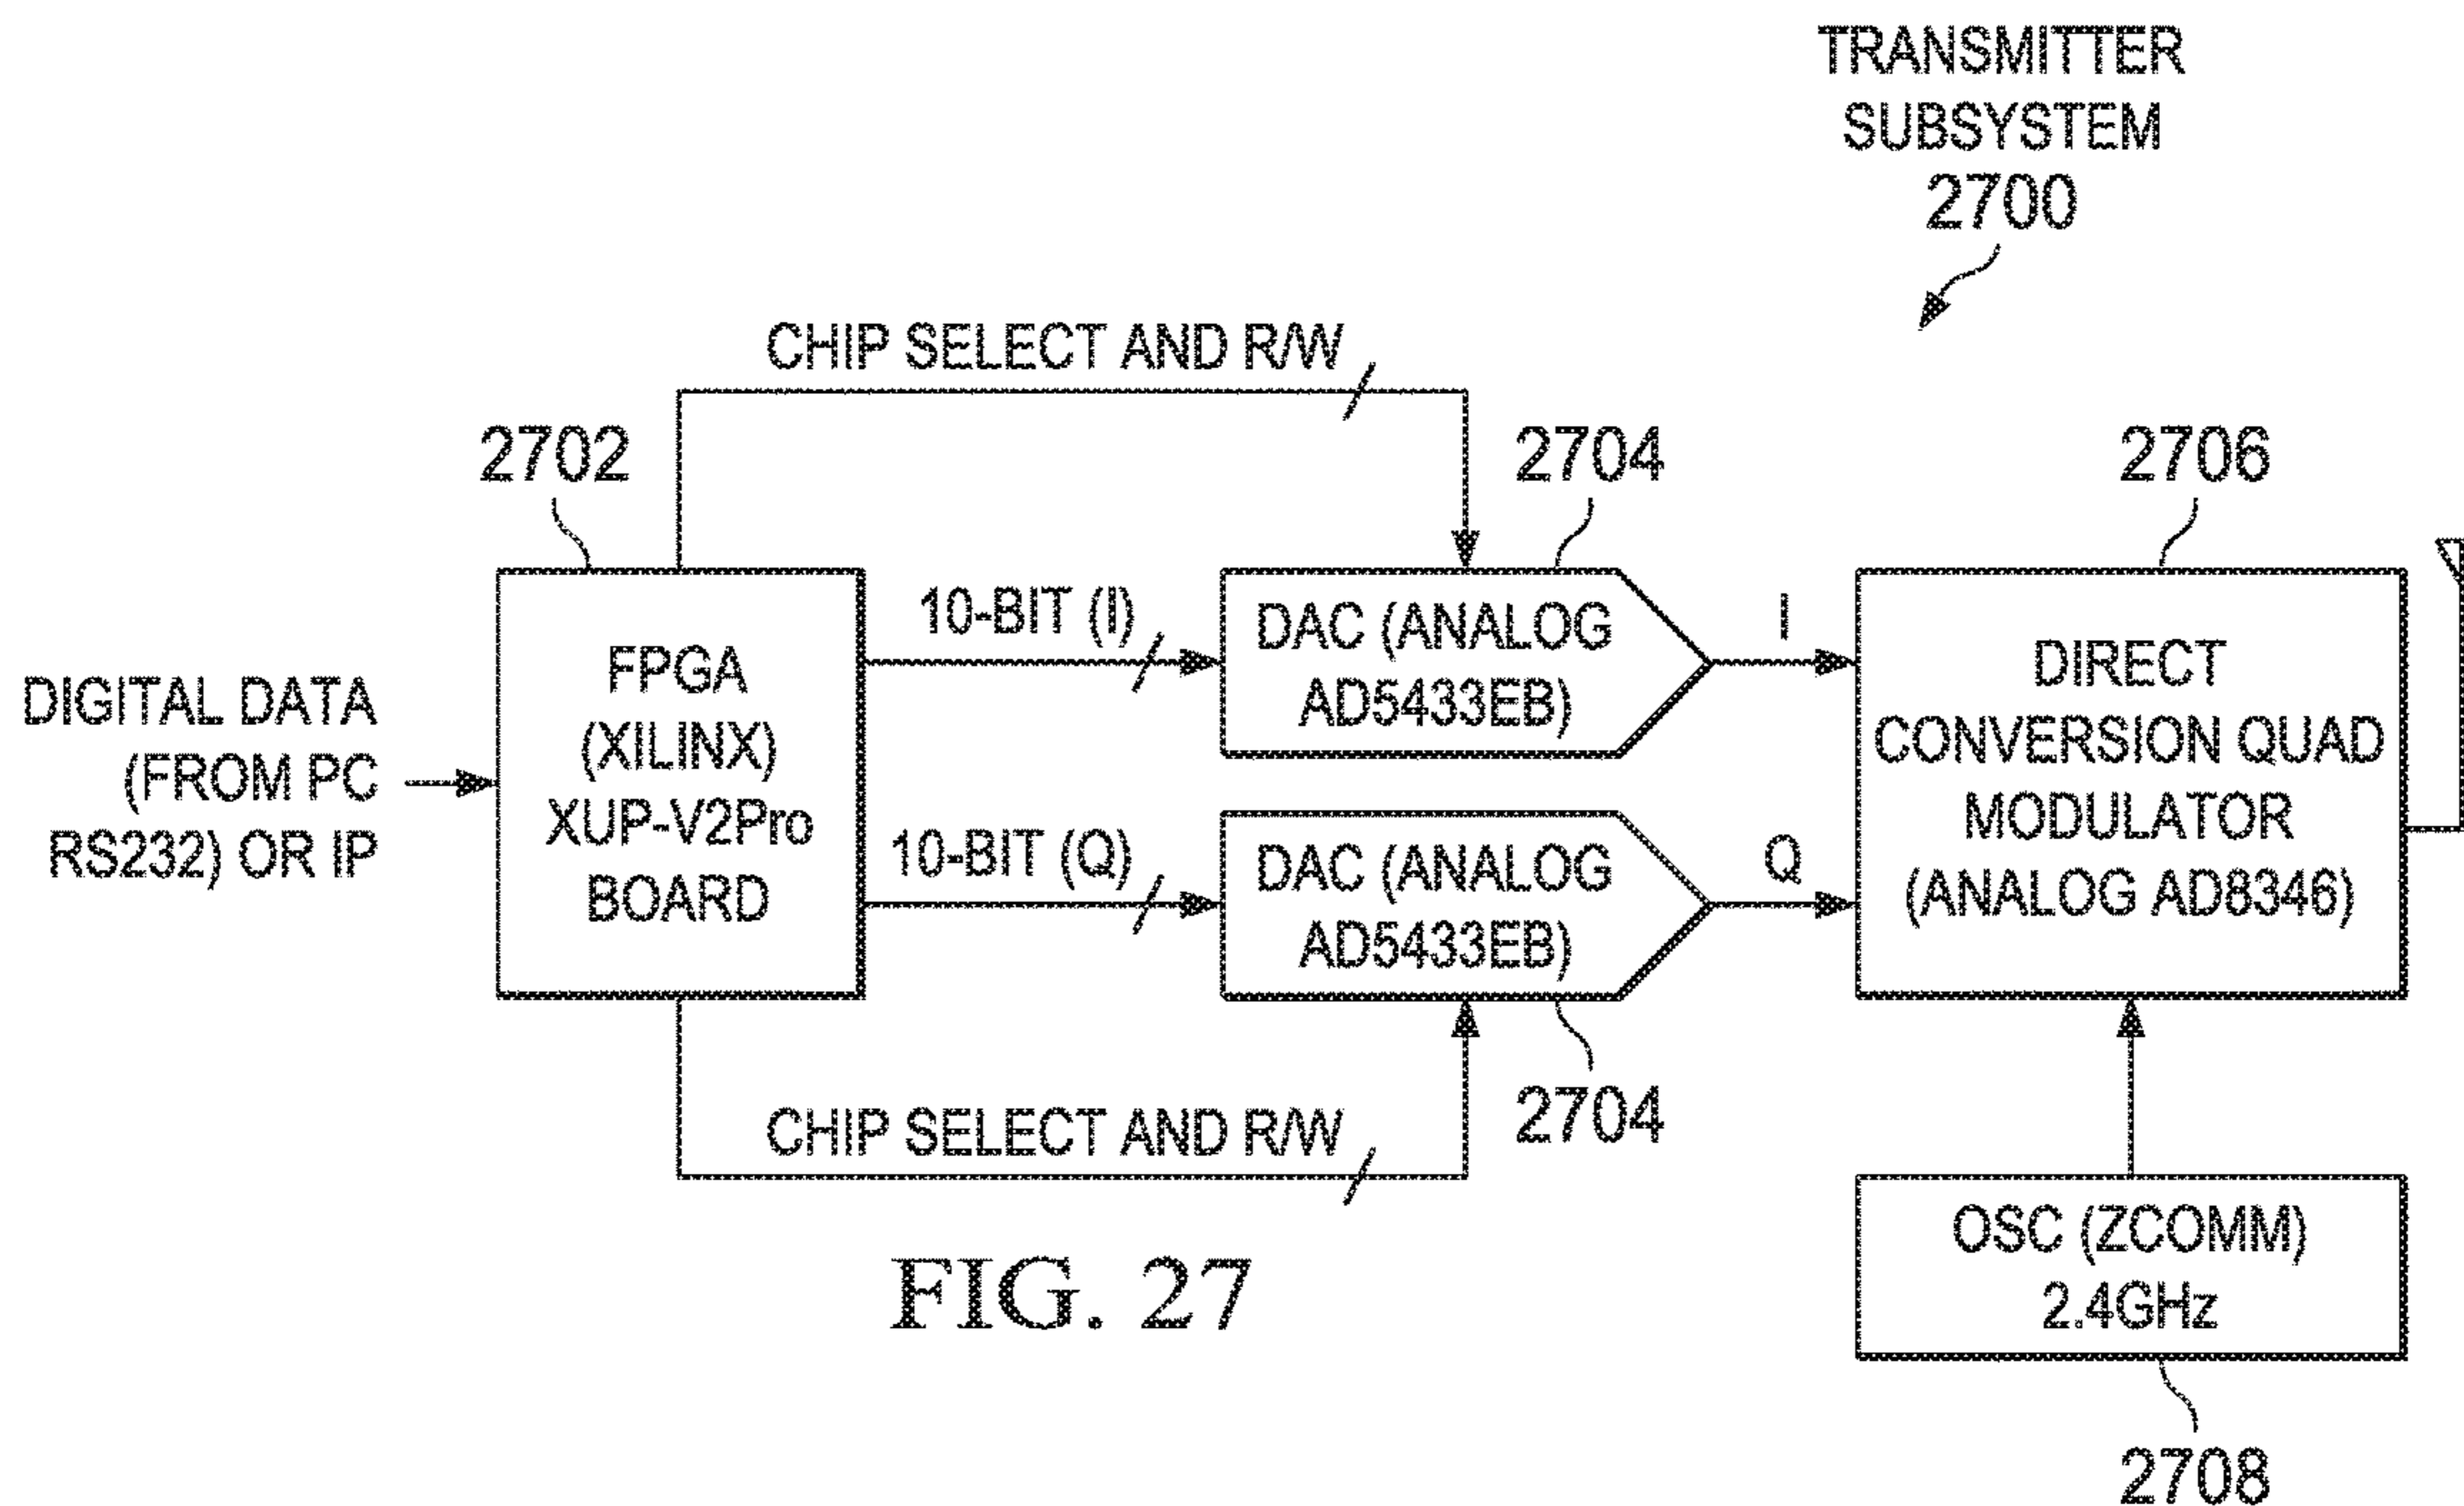 TRANSMITTER
SUBSYSTEM
2700
CHIP SELECT AND R/W
2702
2704
2706
10-BIT (I)
DAC (ANALOG
AD5433EB)
I
DIGITAL DATA
(FROM PC
RS232) OR IP
FPGA
(XILINX)
XUP-V2Pro
BOARD
DIRECT
CONVERSION QUAD
MODULATOR
(ANALOG AD8346)
10-BIT (Q)
DAC (ANALOG
AD5433EB)
Q
2704
CHIP SELECT AND R/W
OSC (ZCOMM)
2.4GHz
2708
FIG. 27